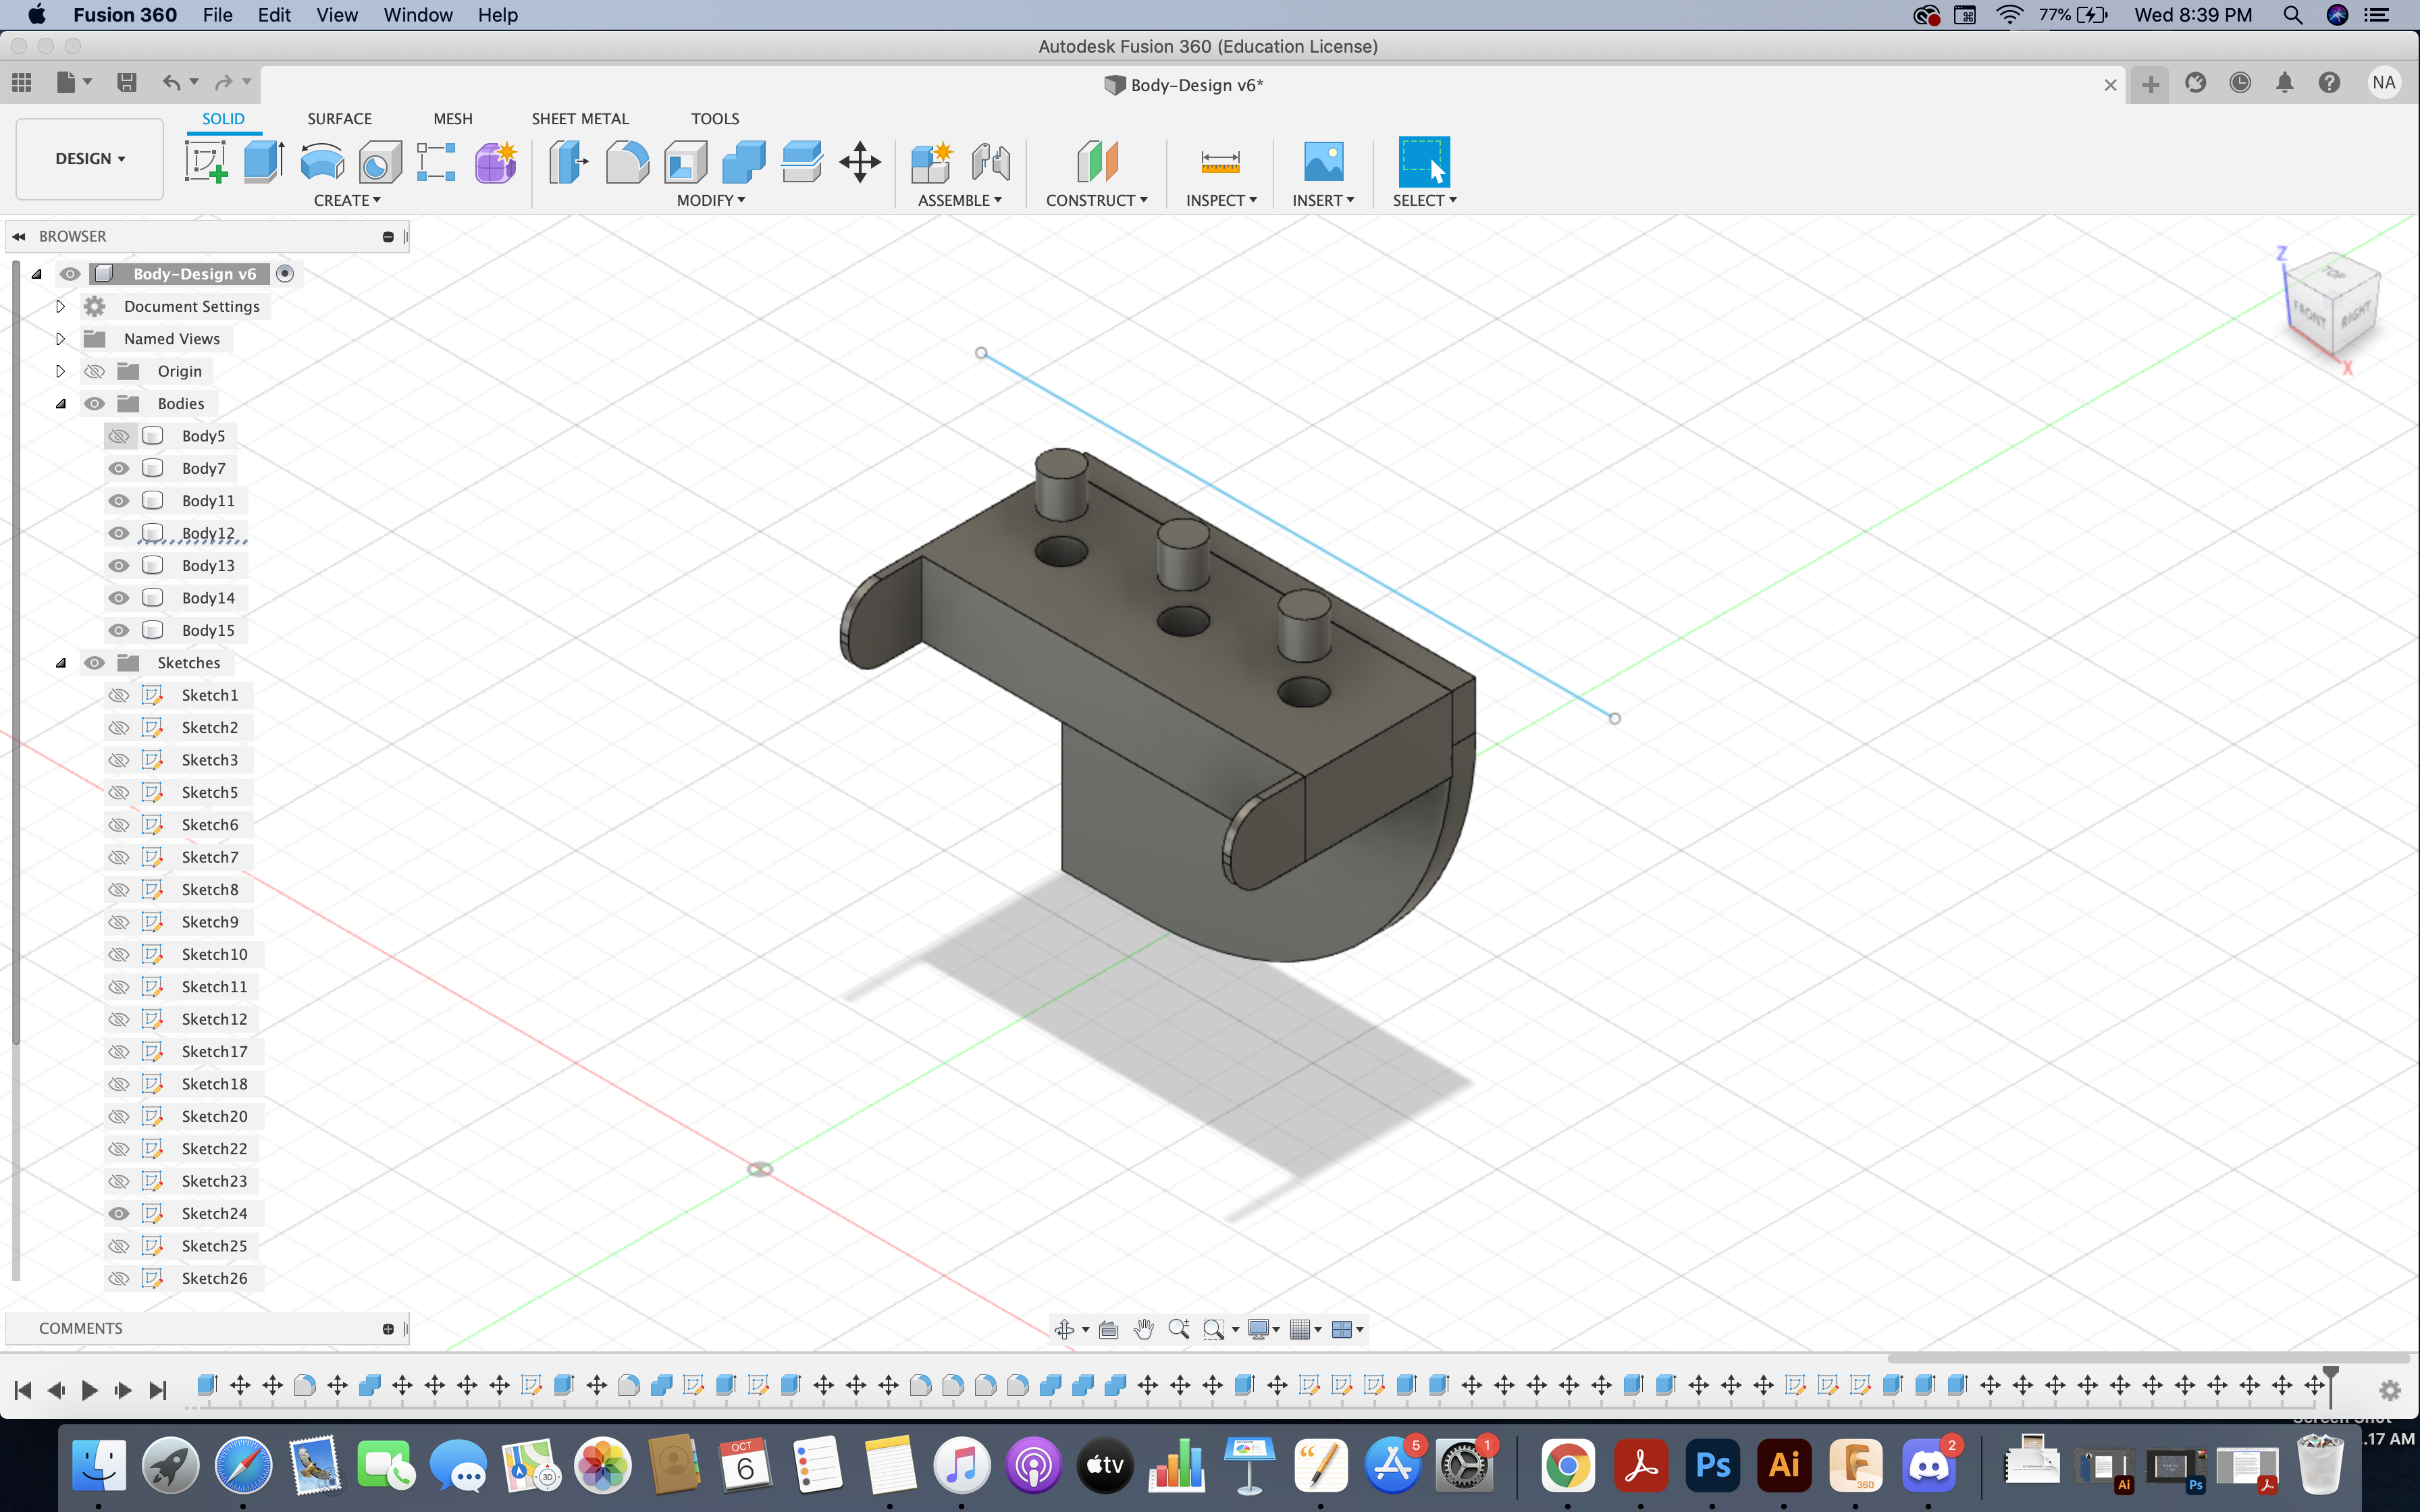 Fusion 360 File Edit View Window Help 77% Wed 8:39 PM
Autodesk Fusion 360 (Education License)
Body-Design v6* NA
SOLID SURFACE MESH SHEET METAL TOOLS
DESIGN
CREATE MODIFY ASSEMBLE CONSTRUCT INSPECT INSERT SELECT
BROWSER
Body-Design v6
Document Settings
Named Views
Origin
Bodies
Body5
Body7
Body11
Body12
Body13
Body14
Body15
Sketches
Sketch1
Sketch2
Sketch3
Sketch5
Sketch6
Sketch7
Sketch8
Sketch9
Sketch10
Sketch11
Sketch12
Sketch17
Sketch18
Sketch20
Sketch22
Sketch23
Sketch24
Sketch25
Sketch26
Z
TOP
FRONT RIGHT
X
COMMENTS
Screen Shot
.17 AM
OCT
6
3D
tv
5
1
Ps
Ai
F
360
2
Ai
Ps